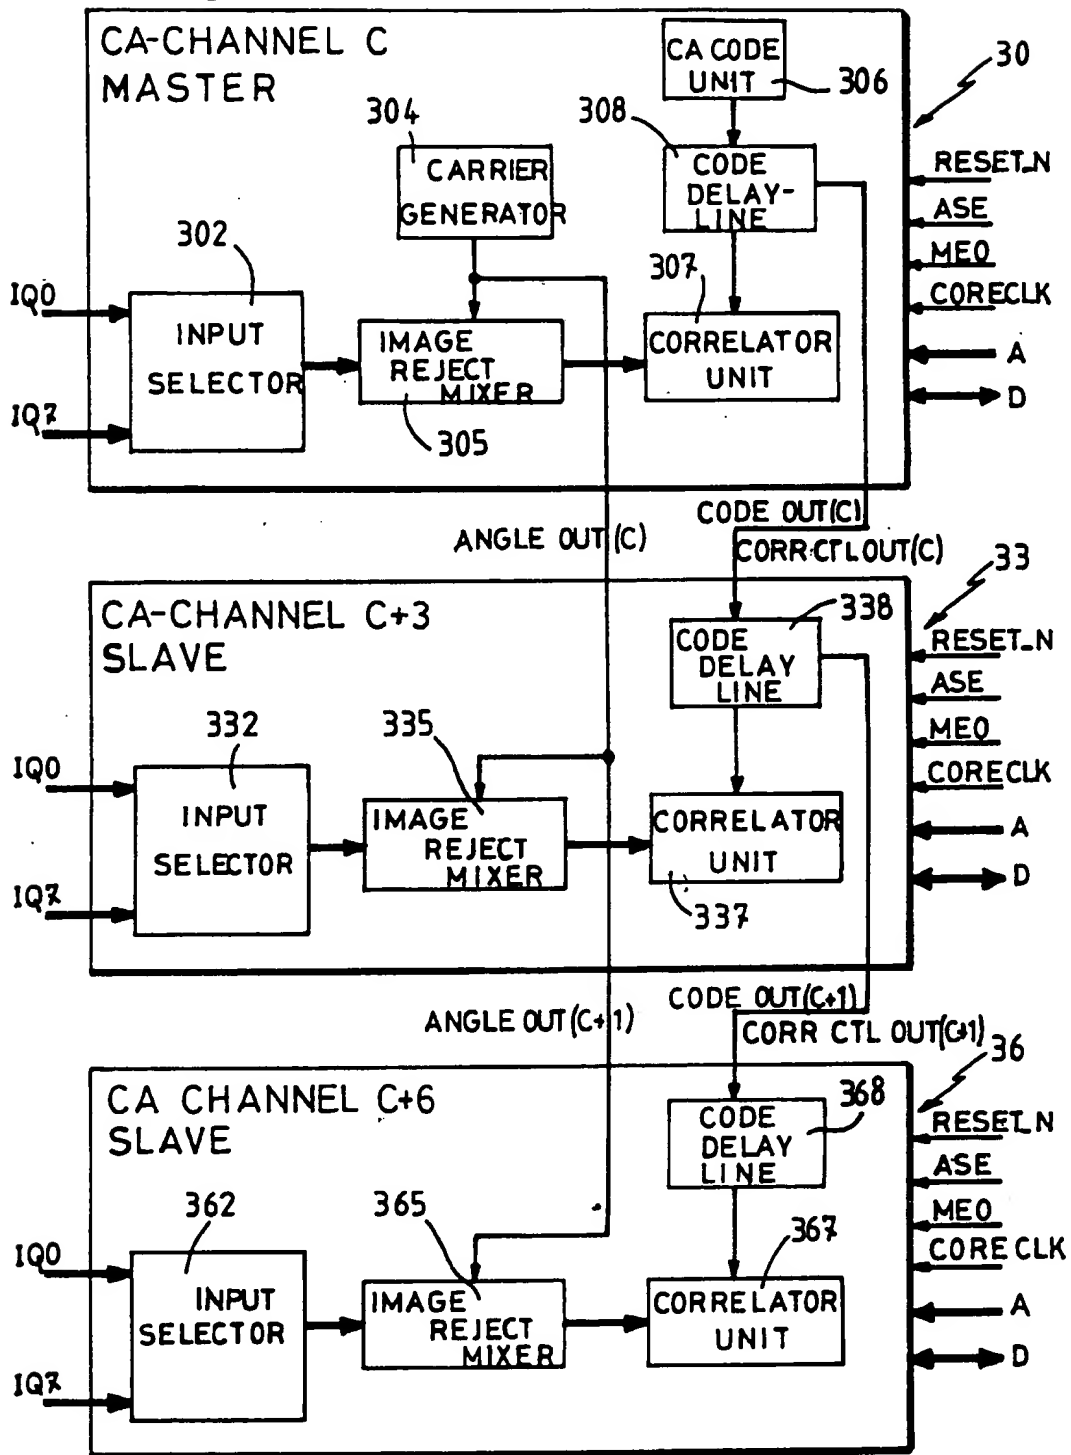 CA-CHANNEL C
MASTER
CA CODE
UNIT
306
30
304
308
CARRIER
GENERATOR
CODE
DELAY-
LINE
RESET_N
ASE
302
307
MEO
IQ0
CORECLK
INPUT
SELECTOR
IMAGE
REJECT
MIXER
CORRELATOR
UNIT
A
D
IQ7
305
ANGLE OUT(C)
CODE OUT(C)
CORR CTL OUT(C)
33
CA-CHANNEL C+3
SLAVE
338
CODE
DELAY
LINE
RESET_N
ASE
332
335
MEO
IQ0
CORECLK
INPUT
SELECTOR
IMAGE
REJECT
MIXER
CORRELATOR
UNIT
A
D
IQ7
337
ANGLE OUT(C+1)
CODE OUT(C+1)
CORR CTL OUT(C+1)
36
CA CHANNEL C+6
SLAVE
368
CODE
DELAY
LINE
RESET_N
ASE
362
365
367
MEO
IQ0
CORECLK
INPUT
SELECTOR
IMAGE
REJECT
MIXER
CORRELATOR
UNIT
A
D
IQ7